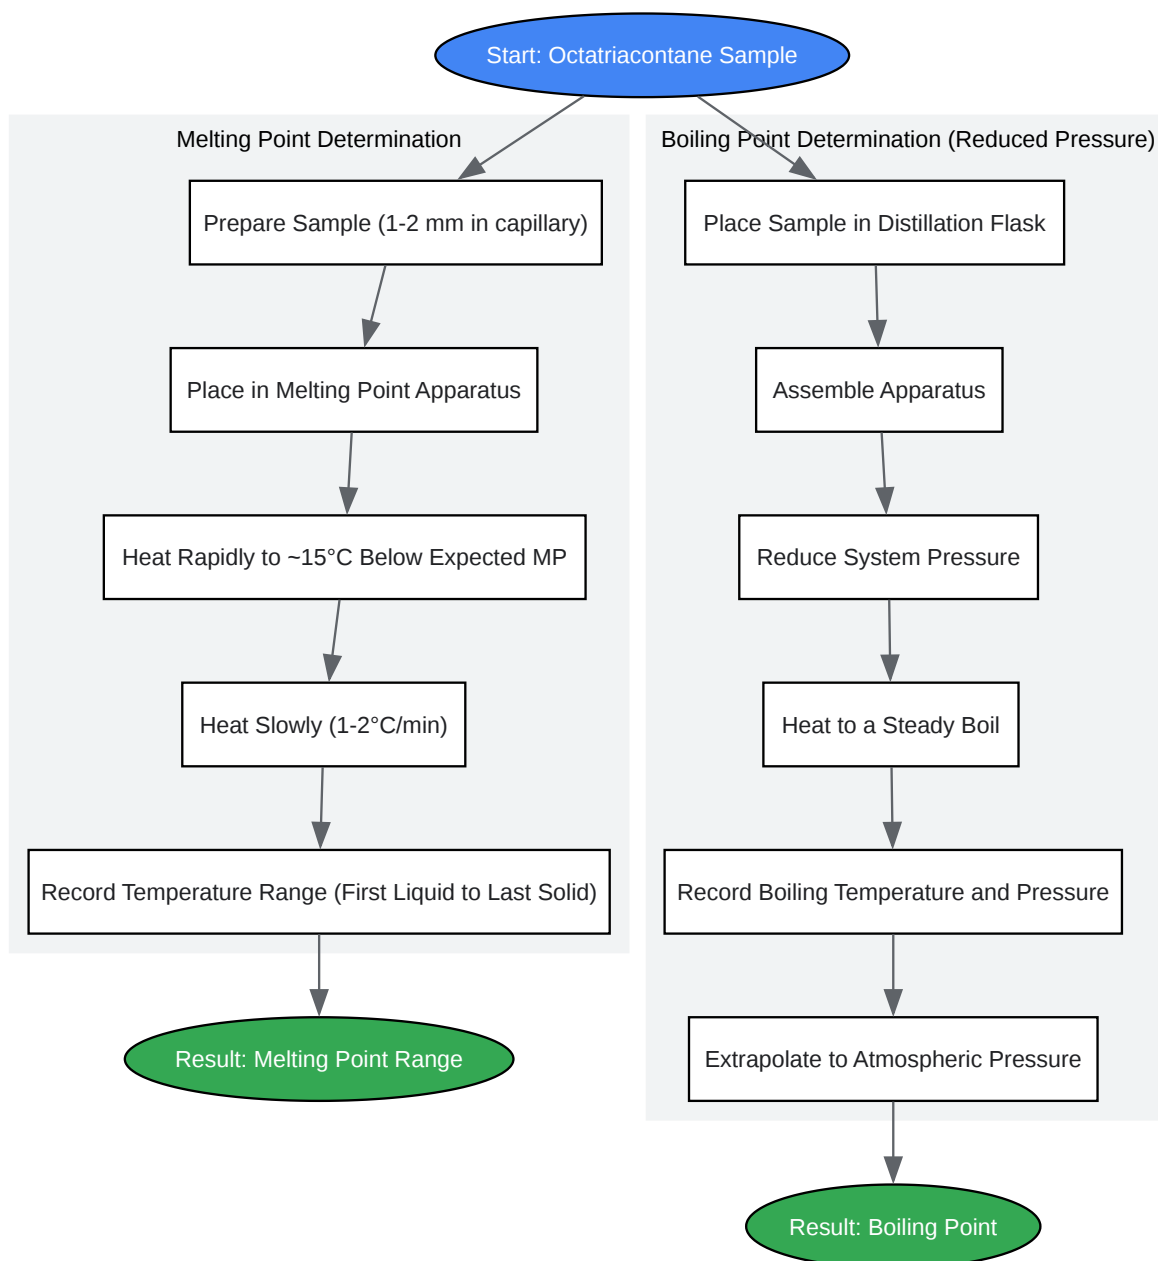 Start: Octatriacontane Sample
Melting Point Determination
Prepare Sample (1-2 mm in capillary)
Place in Melting Point Apparatus
Heat Rapidly to ~15°C Below Expected MP
Heat Slowly (1-2°C/min)
Record Temperature Range (First Liquid to Last Solid)
Result: Melting Point Range
Boiling Point Determination (Reduced Pressure)
Place Sample in Distillation Flask
Assemble Apparatus
Reduce System Pressure
Heat to a Steady Boil
Record Boiling Temperature and Pressure
Extrapolate to Atmospheric Pressure
Result: Boiling Point